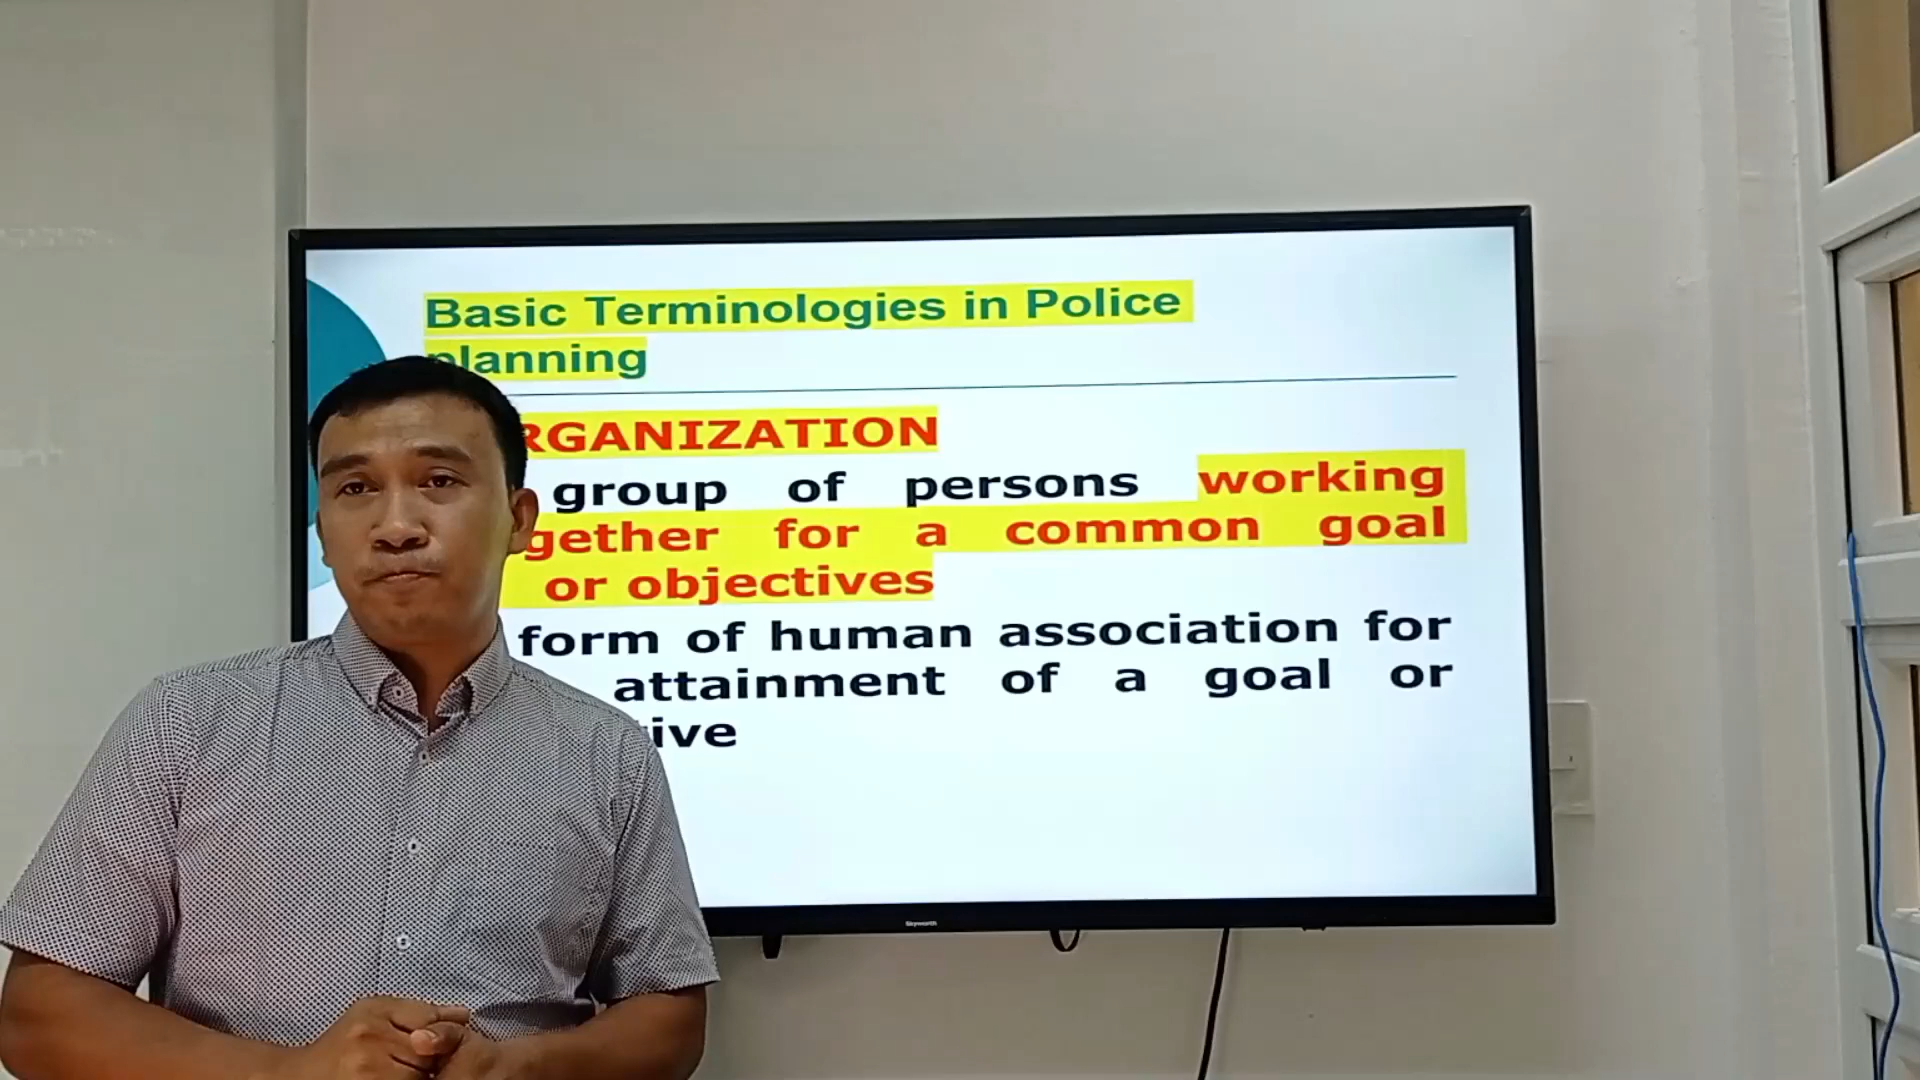 Basic Terminologies in Police
planning
RGANIZATION
group of persons working
gether for a common goal
or objectives
form of human association for
attainment of a goal or
ive
Skyworth